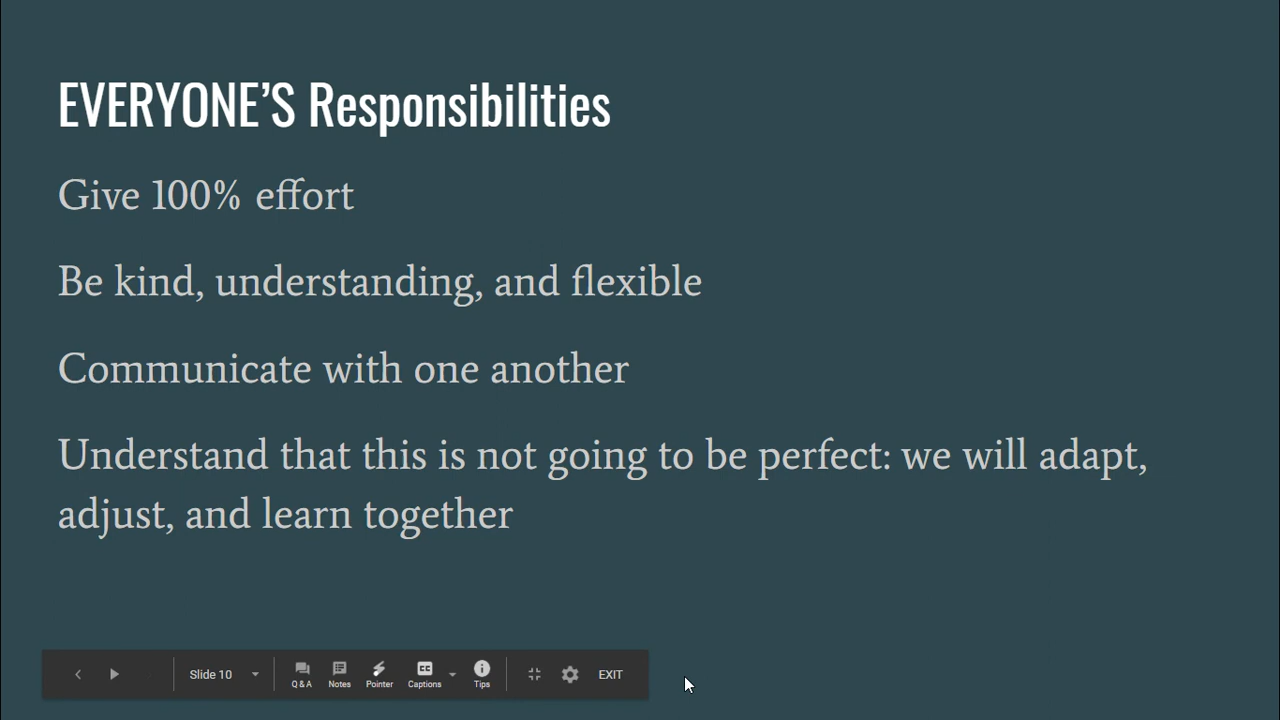 EVERYONE’S Responsibilities
Give 100% effort
Be kind, understanding, and flexible
Communicate with one another
Understand that this is not going to be perfect: we will adapt,
adjust, and learn together
Slide 10
Q & A
Notes
Pointer
CC
Captions
Tips
EXIT